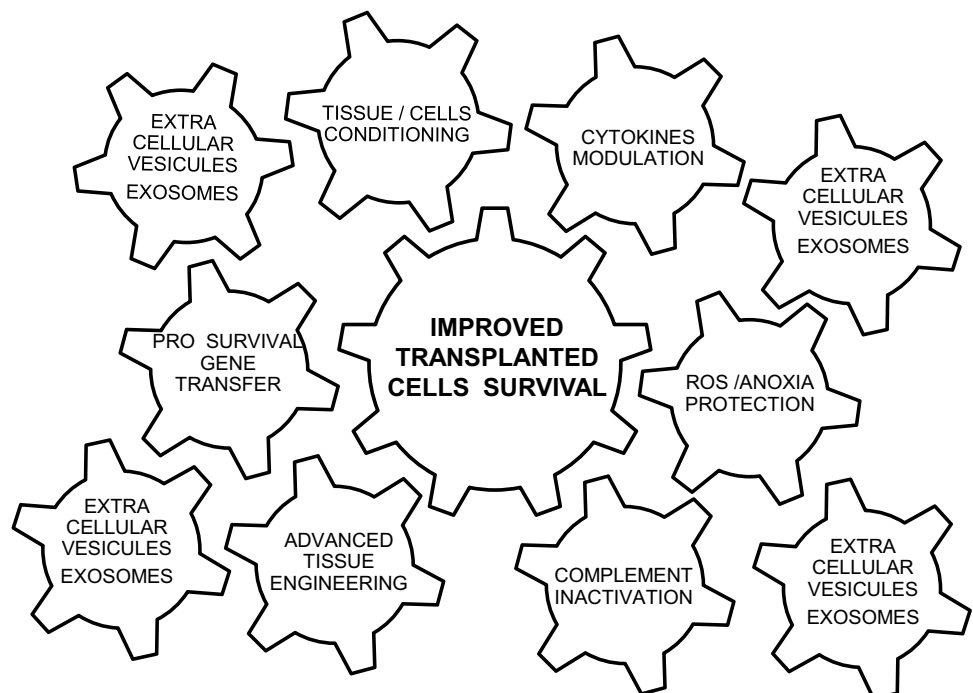 EXTRA
CELLULAR
VESICULES
EXOSOMES
TISSUE / CELLS
CONDITIONING
CYTOKINES
MODULATION
EXTRA
CELLULAR
VESICULES
EXOSOMES
PRO SURVIVAL
GENE
TRANSFER
IMPROVED
TRANSPLANTED
CELLS SURVIVAL
ROS /ANOXIA
PROTECTION
EXTRA
CELLULAR
VESICULES
EXOSOMES
ADVANCED
TISSUE
ENGINEERING
COMPLEMENT
INACTIVATION
EXTRA
CELLULAR
VESICULES
EXOSOMES